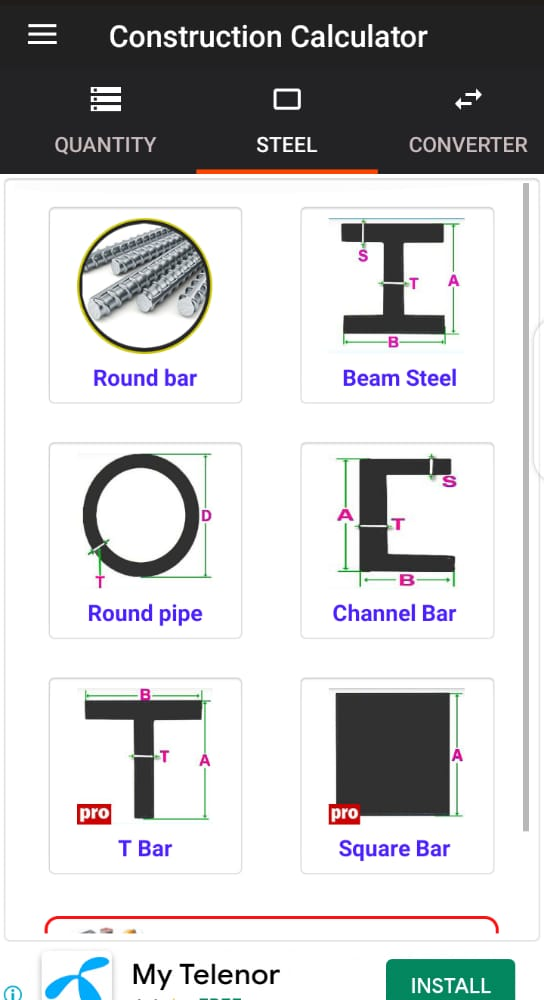 Construction Calculator
QUANTITY
STEEL
CONVERTER
S
T
A
B
Round bar
Beam Steel
D
T
S
A
T
B
Round pipe
Channel Bar
B
T
A
pro
A
pro
T Bar
Square Bar
My Telenor
INSTALL